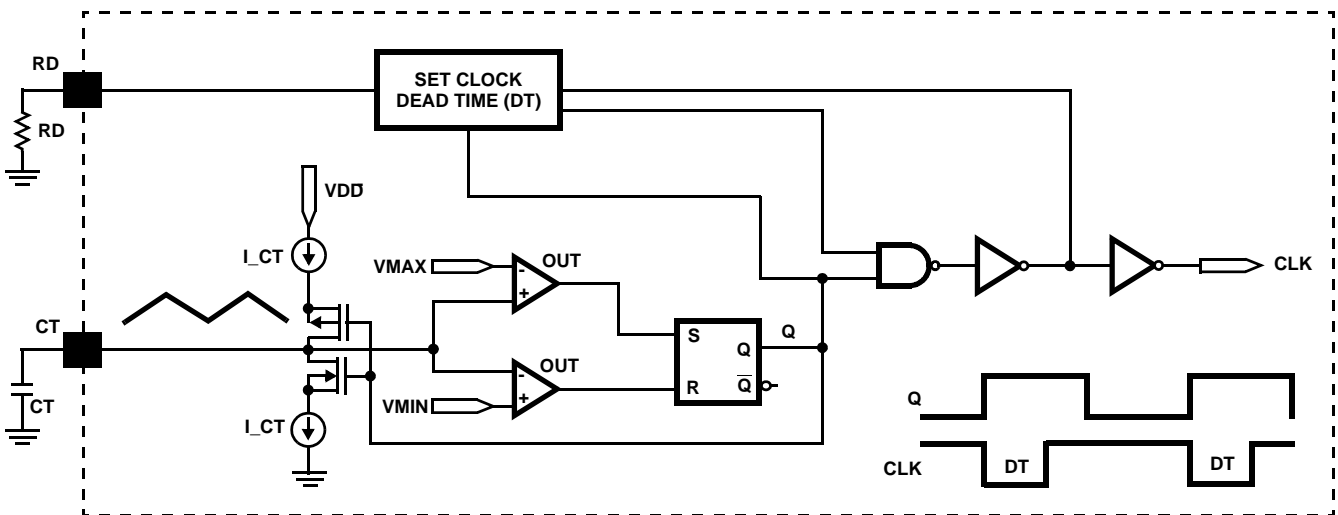 RD
SET CLOCK
DEAD TIME (DT)
RD
VDD
I_CT
VMAX
-
+
OUT
CLK
CT
S
Q
Q
-
+
OUT
R
Q
VMIN
CT
I_CT
Q
CLK
DT
DT